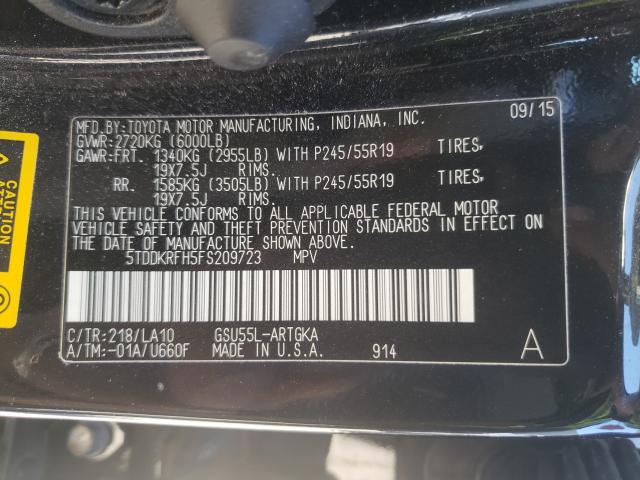 MFD.BY:TOYOTA MOTOR MANUFACTURING, INDIANA, INC. 09/15
GVWR:2720KG (6000LB)
GAWR:FRT. 1340KG (2955LB) WITH P245/55R19 TIRES,
19X7.5J RIMS.
RR. 1585KG (3505LB) WITH P245/55R19 TIRES,
19X7.5J RIMS.
THIS VEHICLE CONFORMS TO ALL APPLICABLE FEDERAL MOTOR
VEHICLE SAFETY AND THEFT PREVENTION STANDARDS IN EFFECT
ON THE DATE OF MANUFACTURE SHOWN ABOVE.
5TDDKRFH5FS209723 MPV
C/TR:218/LA10 GSU55L-ARTGKA
A/TM:-01A/U660F MADE IN U.S.A. 914 A
CAUTION